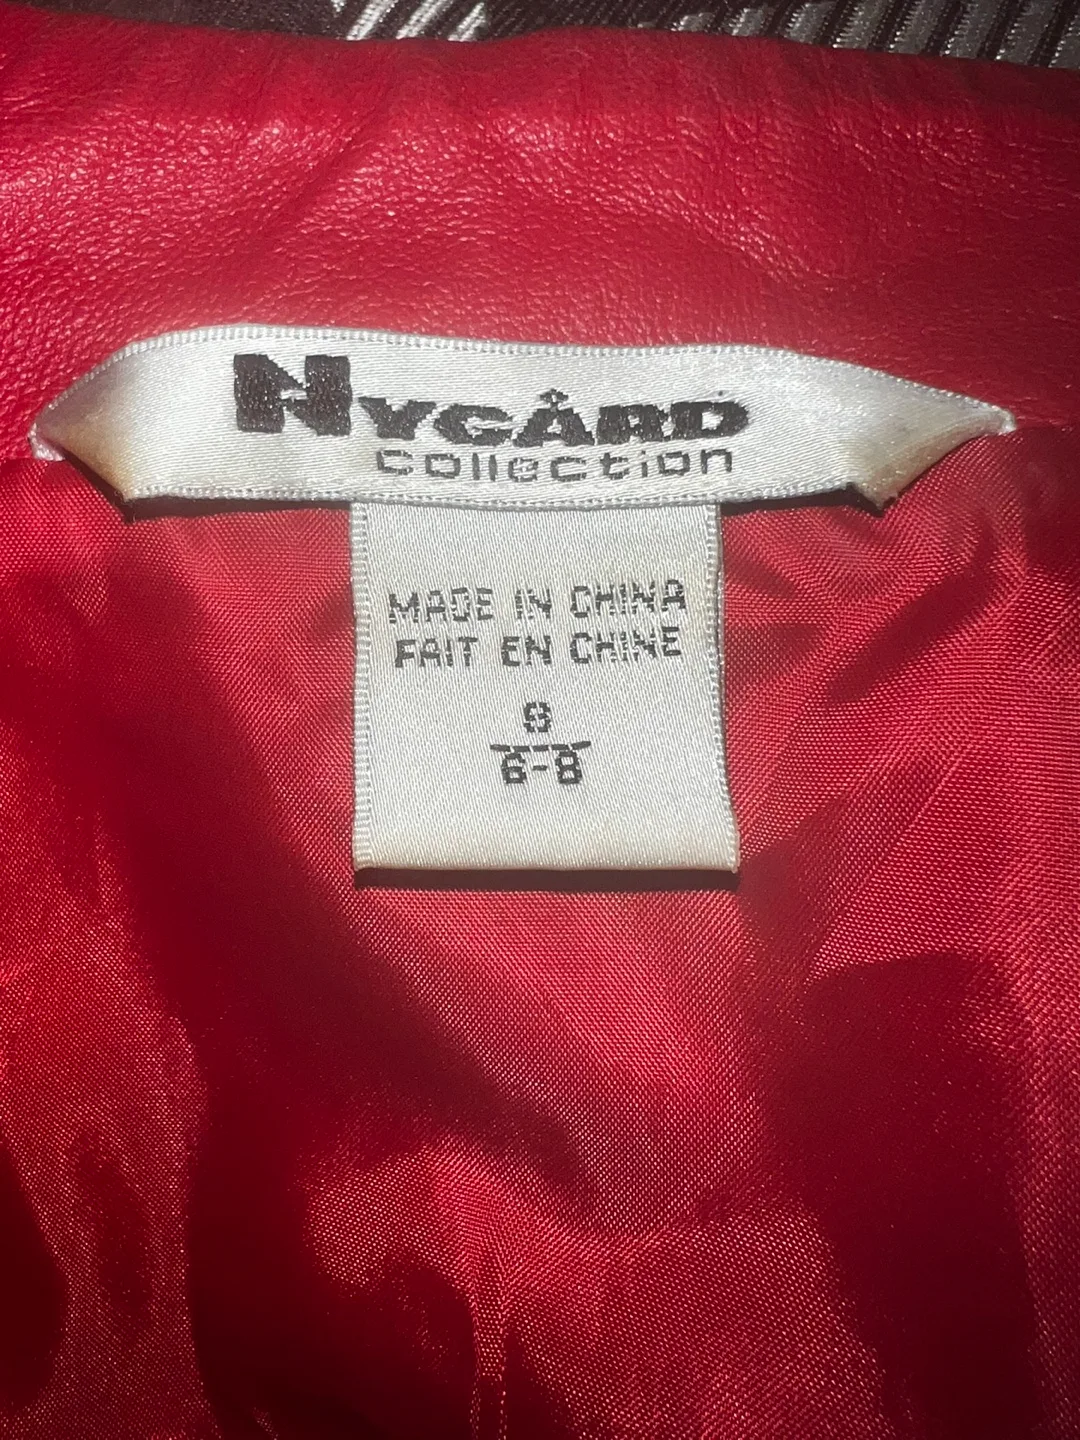 NYGÅRD
collection
MADE IN CHINA
FAIT EN CHINE
S
6-8